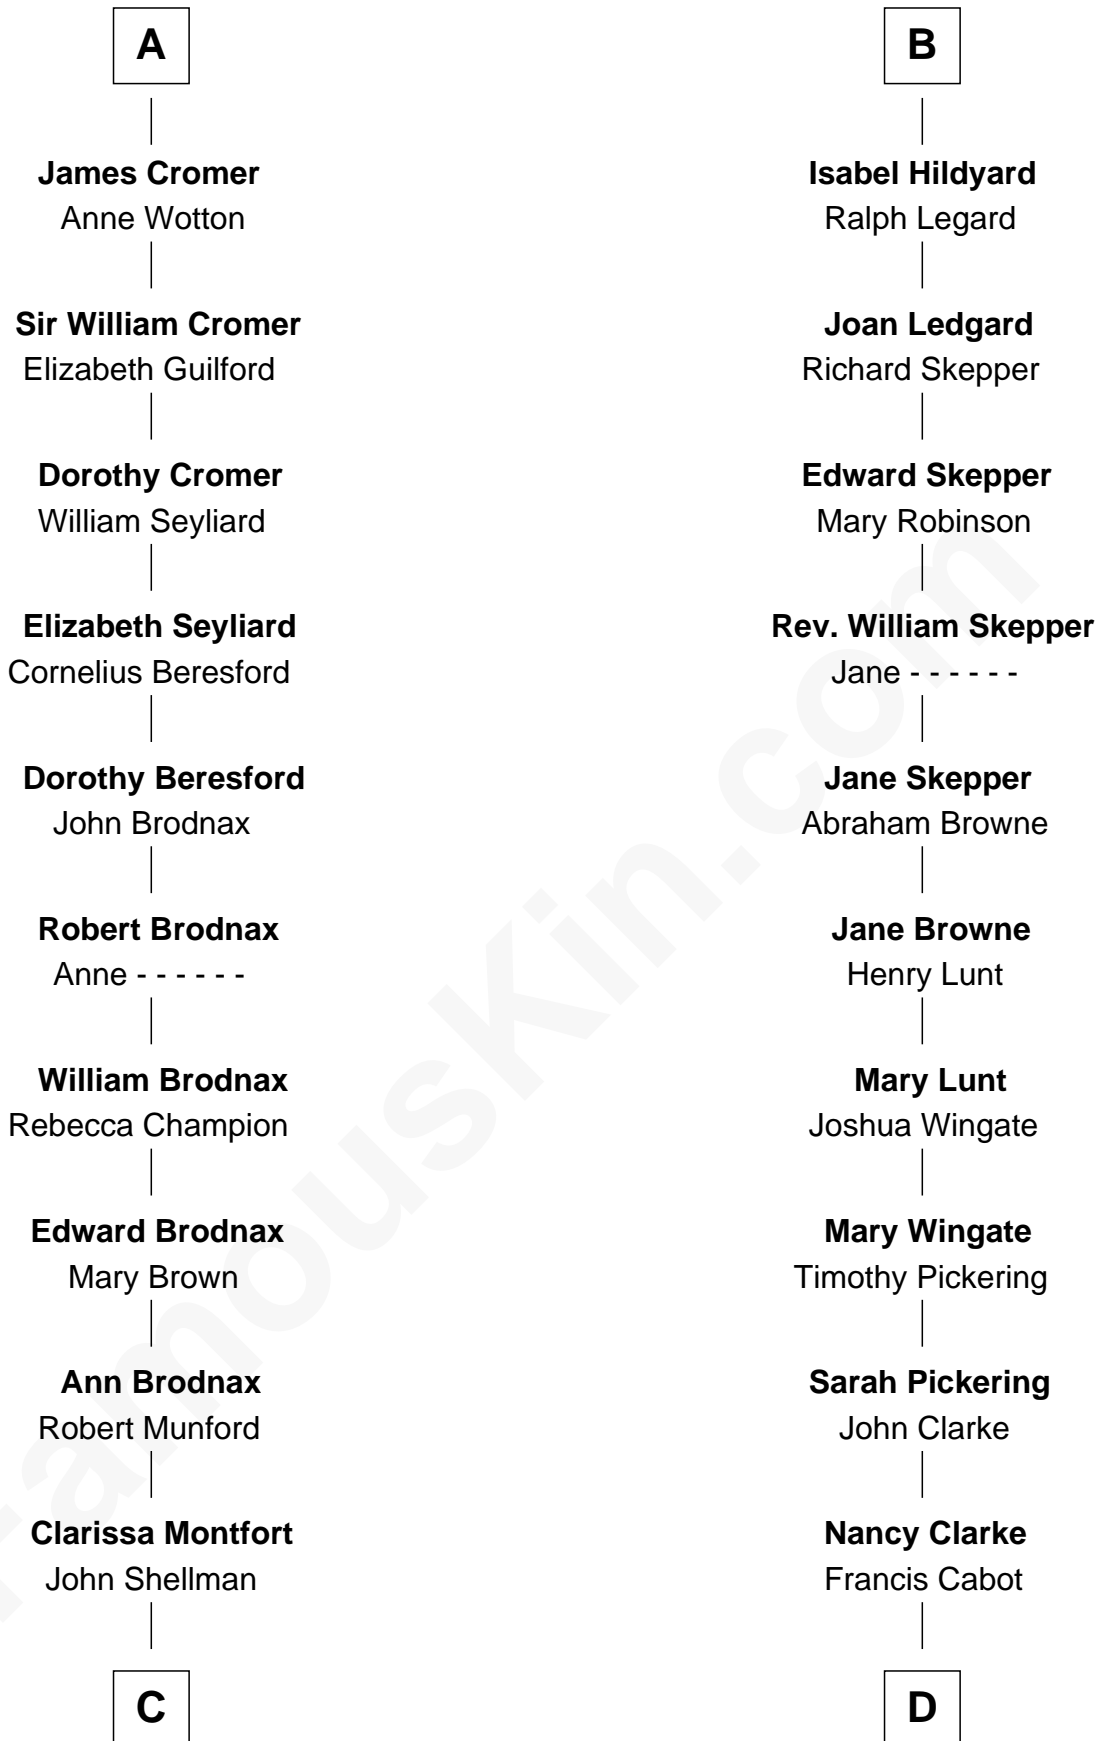 A
James Cromer
Anne Wotton
Sir William Cromer
Elizabeth Guilford
Dorothy Cromer
William Seyliard
Elizabeth Seyliard
Cornelius Beresford
Dorothy Beresford
John Brodnax
Robert Brodnax
Anne - - - - - -
William Brodnax
Rebecca Champion
Edward Brodnax
Mary Brown
Ann Brodnax
Robert Munford
Clarissa Montfort
John Shellman
C
B
Isabel Hildyard
Ralph Legard
Joan Ledgard
Richard Skepper
Edward Skepper
Mary Robinson
Rev. William Skepper
Jane - - - - - -
Jane Skepper
Abraham Browne
Jane Browne
Henry Lunt
Mary Lunt
Joshua Wingate
Mary Wingate
Timothy Pickering
Sarah Pickering
John Clarke
Nancy Clarke
Francis Cabot
D
FamousKin.com